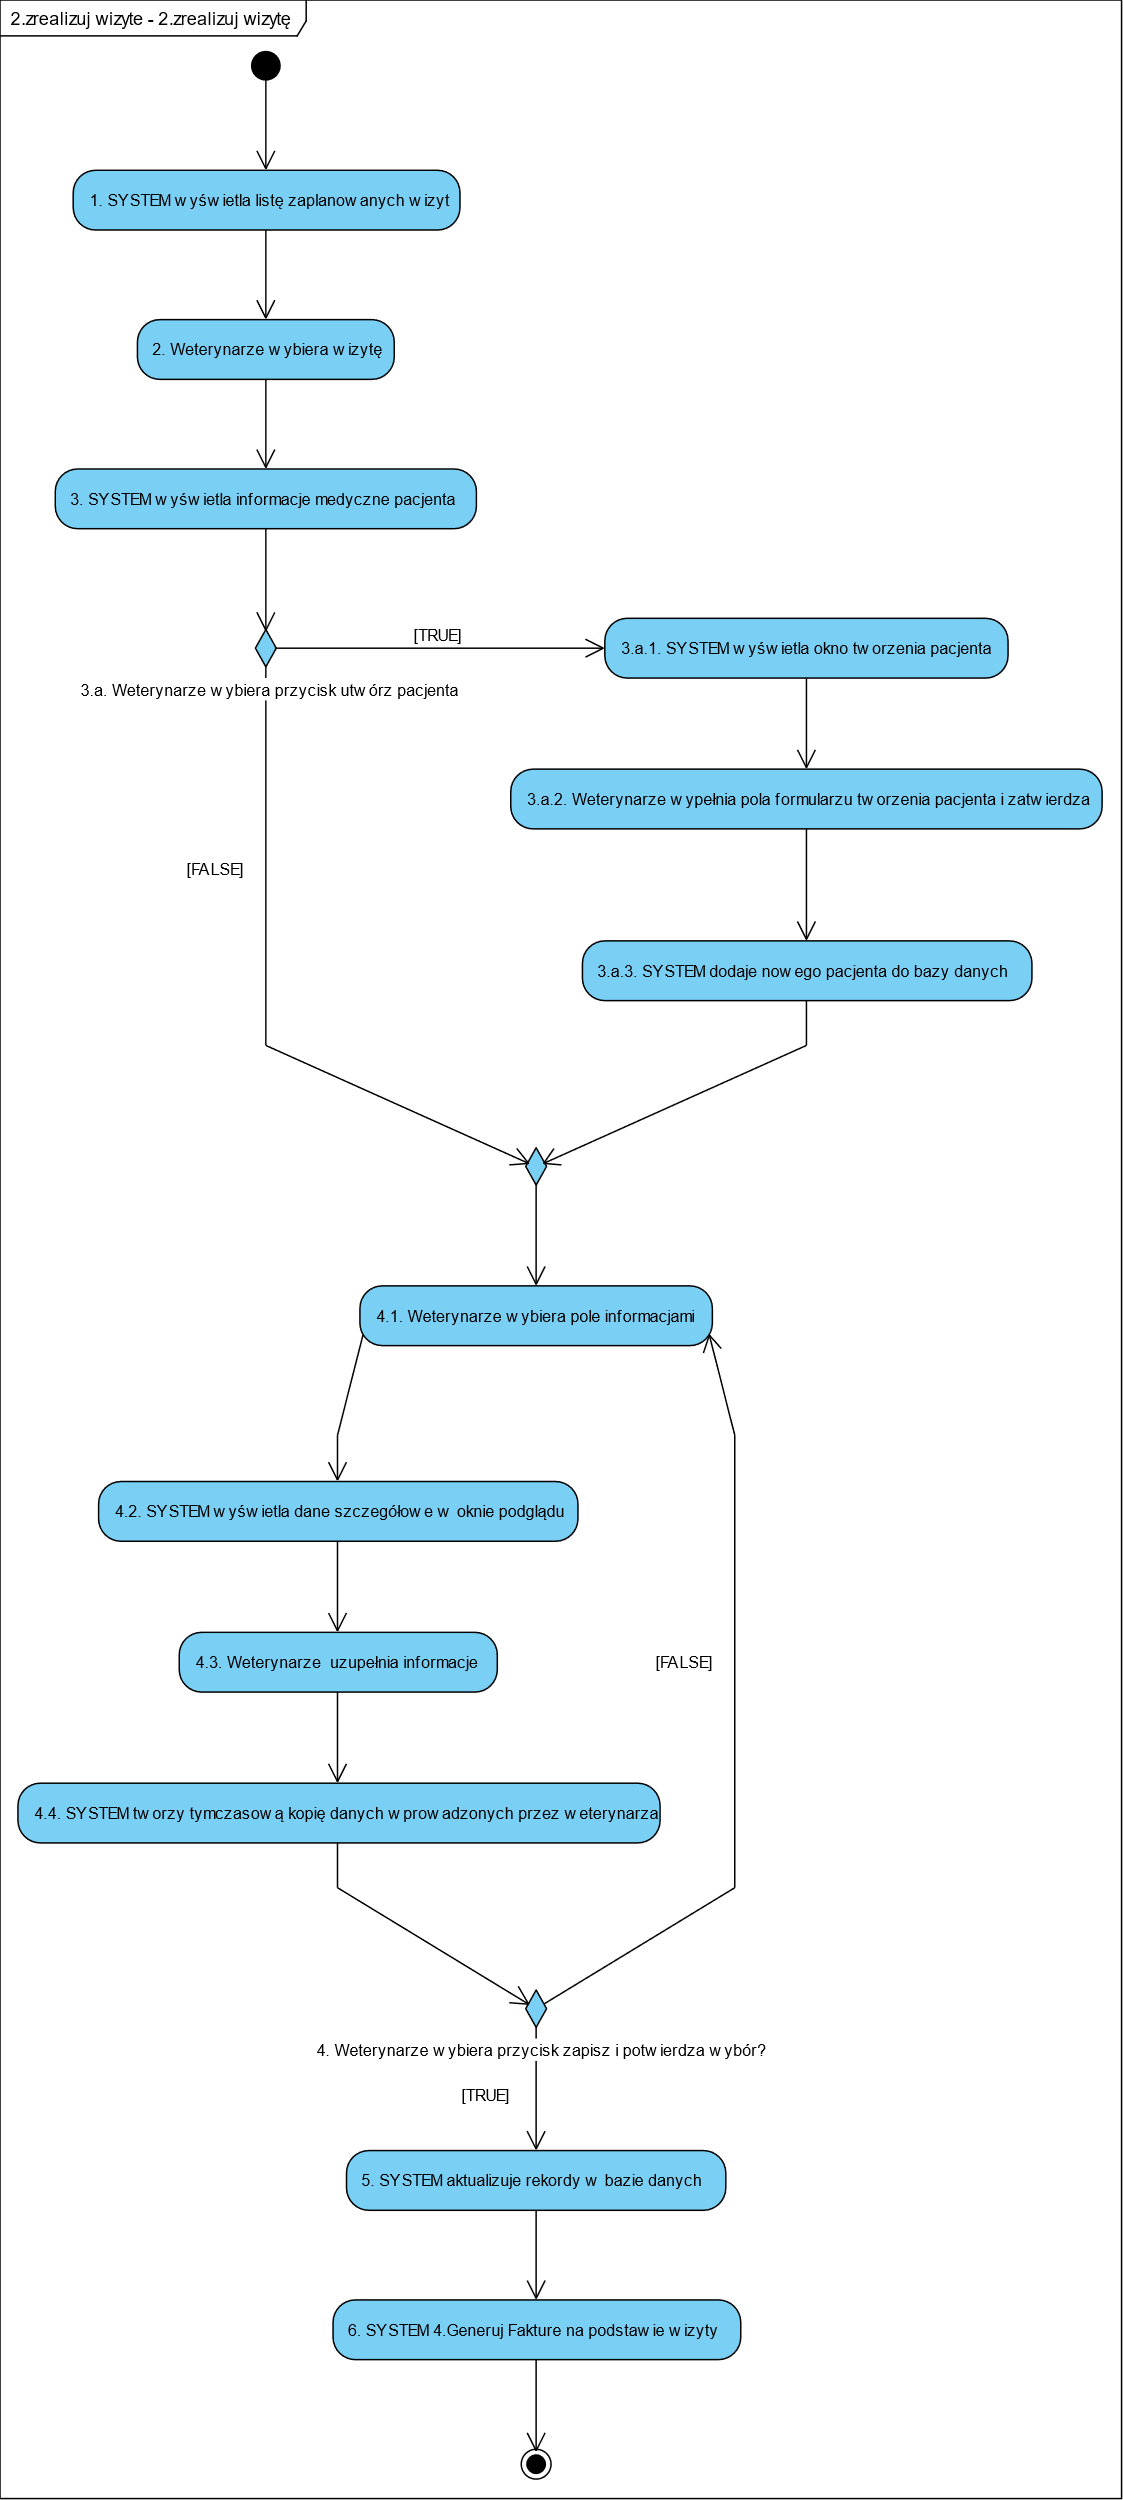 2.zrealizuj wizyte - 2.zrealizuj wizytę
1. SYSTEM wyświetla listę zaplanowanych wizyt
2. Weterynarze wybiera wizytę
3. SYSTEM wyświetla informacje medyczne pacjenta
[TRUE]
3.a.1. SYSTEM wyświetla okno tworzenia pacjenta
3.a. Weterynarze wybiera przycisk utwórz pacjenta
3.a.2. Weterynarze wypełnia pola formularzu tworzenia pacjenta i zatwierdza
[FALSE]
3.a.3. SYSTEM dodaje nowego pacjenta do bazy danych
4.1. Weterynarze wybiera pole informacjami
4.2. SYSTEM wyświetla dane szczegółowe w oknie podglądu
4.3. Weterynarze uzupełnia informacje
[FALSE]
4.4. SYSTEM tworzy tymczasową kopię danych wprowadzonych przez weterynarza
4. Weterynarze wybiera przycisk zapisz i potwierdza wybór?
[TRUE]
5. SYSTEM aktualizuje rekordy w bazie danych
6. SYSTEM 4.Generuj Fakture na podstawie wizyty